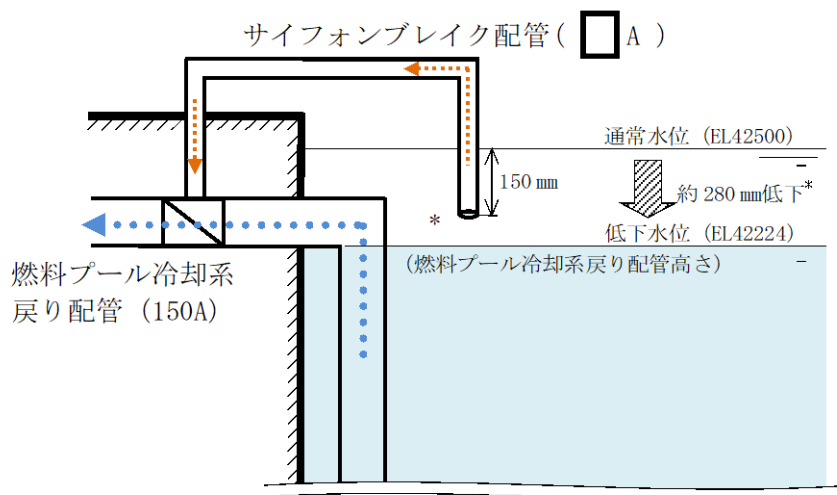 サイフォンブレイク配管( A )
通常水位 (EL42500)
150 mm
約 280 mm低下*
*
低下水位 (EL42224)
(燃料プール冷却系戻り配管高さ)
燃料プール冷却系
戻り配管 (150A)